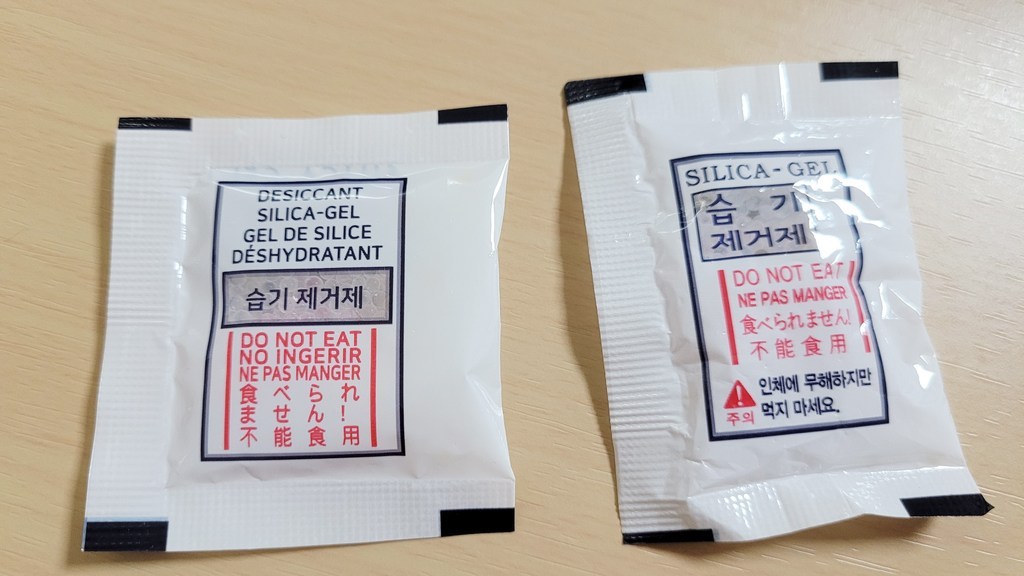 DESICCANT
SILICA-GEL
GEL DE SILICE
DÉSHYDRATANT
습기 제거제
DO NOT EAT
NO INGERIR
NE PAS MANGER
食べられ
ません!
不能食用
SILICA-GEL
습 기
제거제
DO NOT EAT
NE PAS MANGER
食べられません!
不能食用
인체에 무해하지만
주의 먹지 마세요.